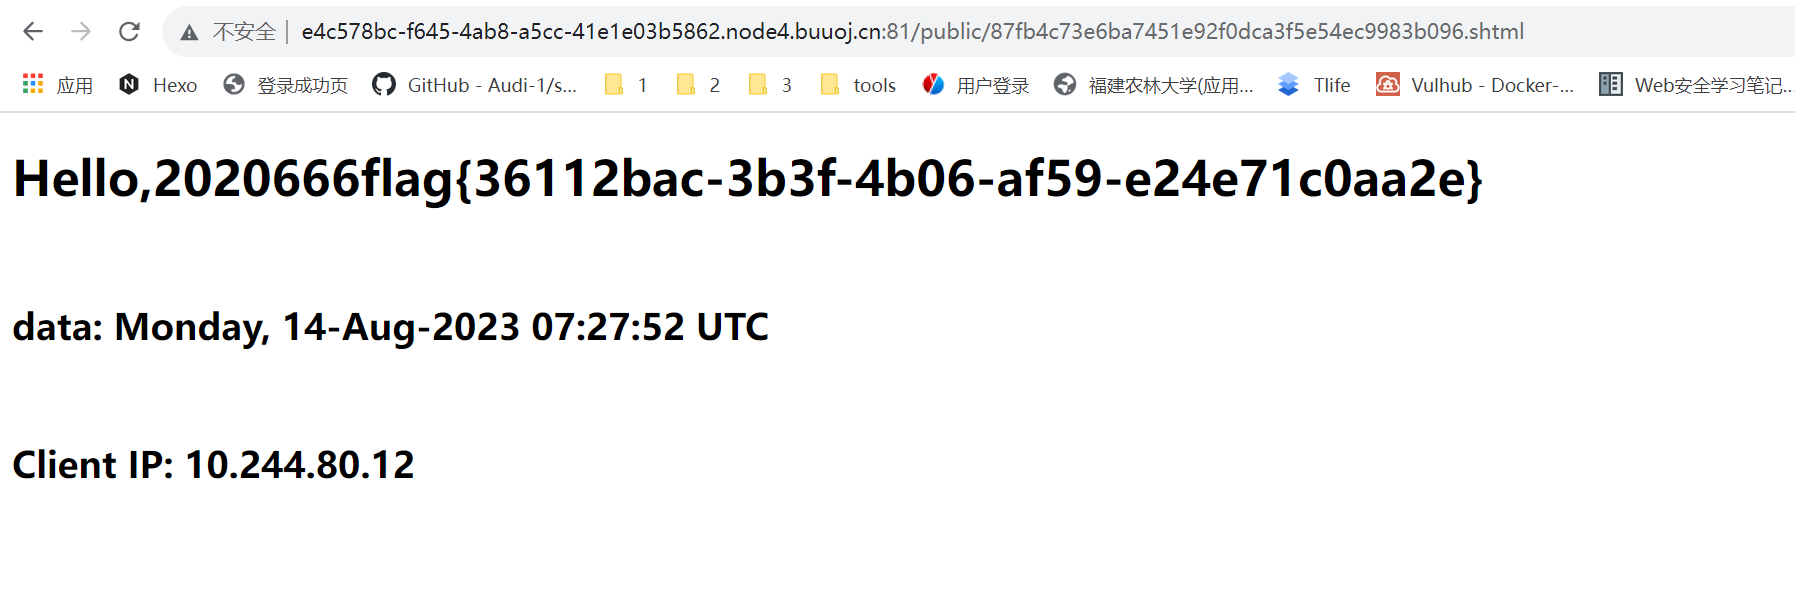 不安全 | e4c578bc-f645-4ab8-a5cc-41e1e03b5862.node4.buuoj.cn:81/public/87fb4c73e6ba7451e92f0dca3f5e54ec9983b096.shtml
应用 Hexo 登录成功页 GitHub - Audi-1/s... 1 2 3 tools 用户登录 福建农林大学(应用... Tlife Vulhub - Docker-... Web安全学习笔记...
Hello,2020666flag{36112bac-3b3f-4b06-af59-e24e71c0aa2e}
data: Monday, 14-Aug-2023 07:27:52 UTC
Client IP: 10.244.80.12